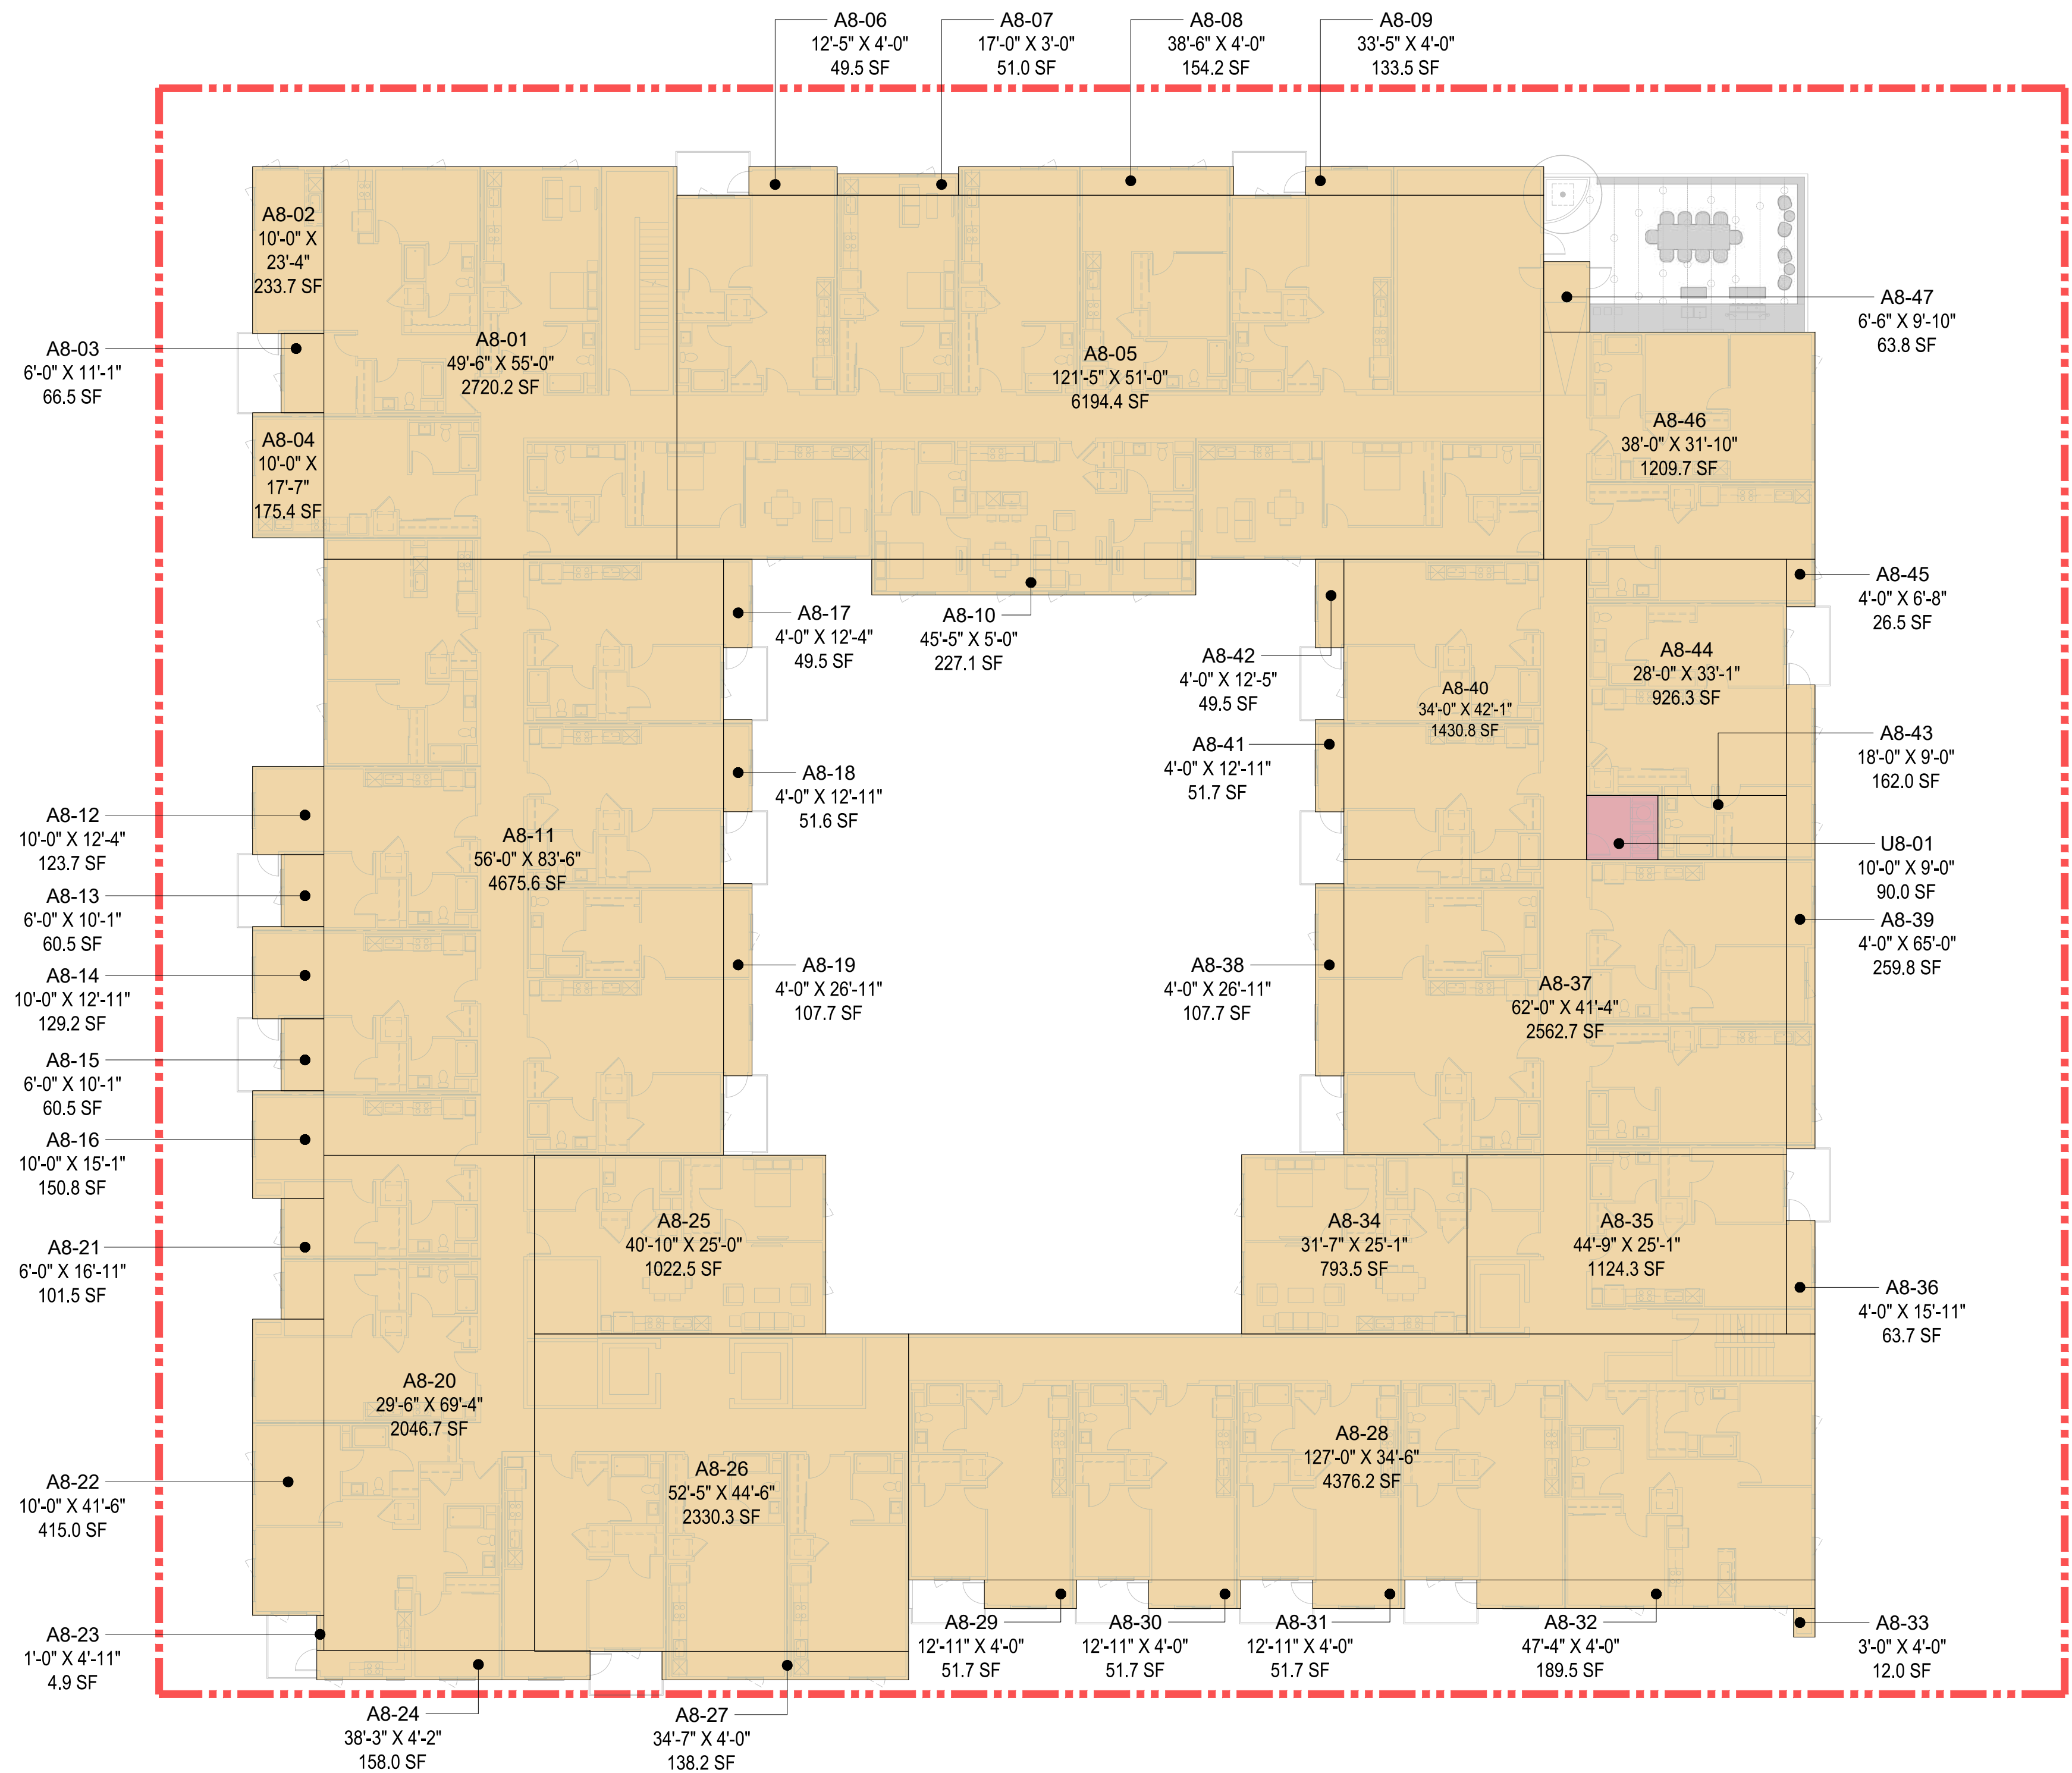 A8-06
12'-5" X 4'-0"
49.5 SF
A8-07
17'-0" X 3'-0"
51.0 SF
A8-08
38'-6" X 4'-0"
154.2 SF
A8-09
33'-5" X 4'-0"
133.5 SF
A8-02
10'-0" X
23'-4"
233.7 SF
A8-03
6'-0" X 11'-1"
66.5 SF
A8-01
49'-6" X 55'-0"
2720.2 SF
A8-05
121'-5" X 51'-0"
6194.4 SF
A8-47
6'-6" X 9'-10"
63.8 SF
A8-04
10'-0" X
17'-7"
175.4 SF
A8-46
38'-0" X 31'-10"
1209.7 SF
A8-17
4'-0" X 12'-4"
49.5 SF
A8-10
45'-5" X 5'-0"
227.1 SF
A8-42
4'-0" X 12'-5"
49.5 SF
A8-40
34'-0" X 42'-1"
1430.8 SF
A8-44
28'-0" X 33'-1"
926.3 SF
A8-45
4'-0" X 6'-8"
26.5 SF
A8-43
18'-0" X 9'-0"
162.0 SF
A8-41
4'-0" X 12'-11"
51.7 SF
A8-18
4'-0" X 12'-11"
51.6 SF
A8-12
10'-0" X 12'-4"
123.7 SF
A8-11
56'-0" X 83'-6"
4675.6 SF
U8-01
10'-0" X 9'-0"
90.0 SF
A8-13
6'-0" X 10'-1"
60.5 SF
A8-39
4'-0" X 65'-0"
259.8 SF
A8-14
10'-0" X 12'-11"
129.2 SF
A8-19
4'-0" X 26'-11"
107.7 SF
A8-38
4'-0" X 26'-11"
107.7 SF
A8-37
62'-0" X 41'-4"
2562.7 SF
A8-15
6'-0" X 10'-1"
60.5 SF
A8-16
10'-0" X 15'-1"
150.8 SF
A8-21
6'-0" X 16'-11"
101.5 SF
A8-25
40'-10" X 25'-0"
1022.5 SF
A8-34
31'-7" X 25'-1"
793.5 SF
A8-35
44'-9" X 25'-1"
1124.3 SF
A8-36
4'-0" X 15'-11"
63.7 SF
A8-20
29'-6" X 69'-4"
2046.7 SF
A8-22
10'-0" X 41'-6"
415.0 SF
A8-26
52'-5" X 44'-6"
2330.3 SF
A8-28
127'-0" X 34'-6"
4376.2 SF
A8-23
1'-0" X 4'-11"
4.9 SF
A8-29
12'-11" X 4'-0"
51.7 SF
A8-30
12'-11" X 4'-0"
51.7 SF
A8-31
12'-11" X 4'-0"
51.7 SF
A8-32
47'-4" X 4'-0"
189.5 SF
A8-33
3'-0" X 4'-0"
12.0 SF
A8-24
38'-3" X 4'-2"
158.0 SF
A8-27
34'-7" X 4'-0"
138.2 SF